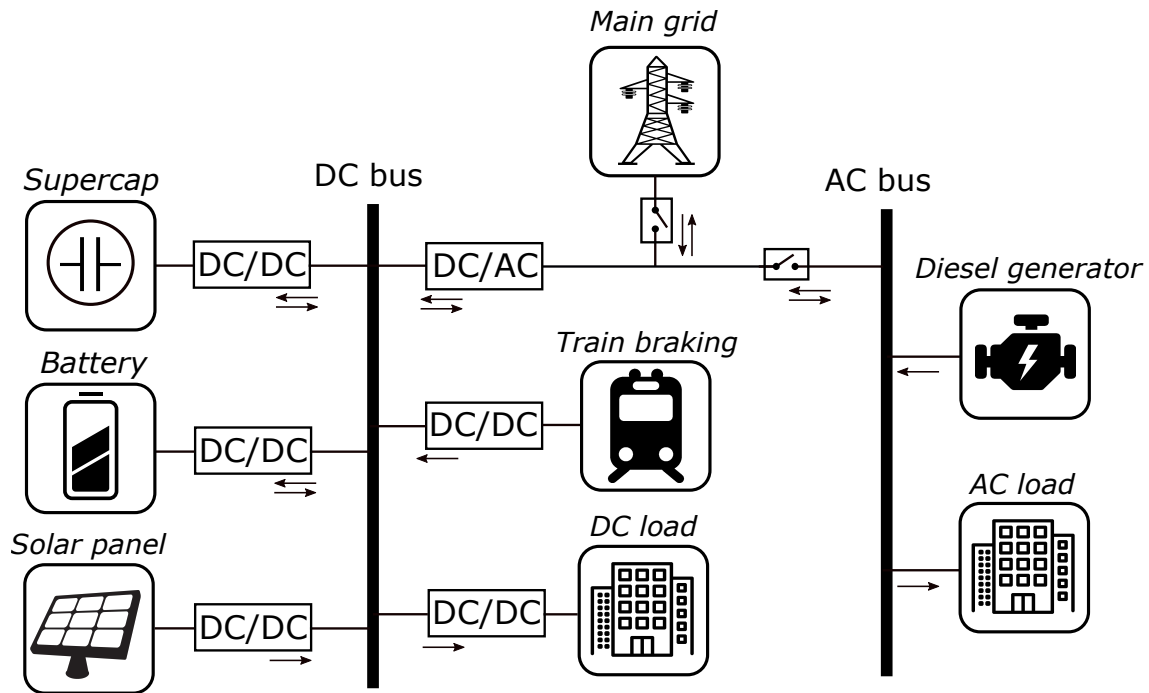 Main grid
Supercap
DC bus
AC bus
DC/DC
DC/AC
Diesel generator
Battery
Train braking
DC/DC
DC/DC
AC load
Solar panel
DC load
DC/DC
DC/DC